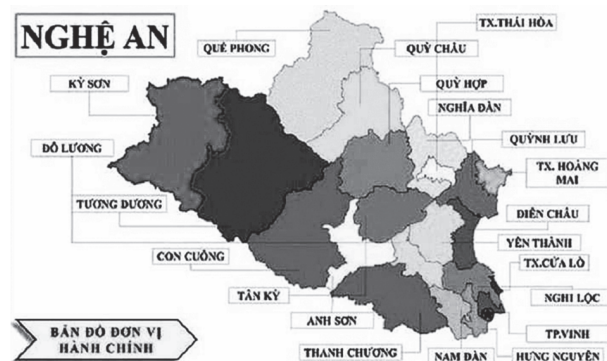 NGHỆ AN
TX.THÁI HÒA
QUẾ PHONG
QUỲ CHÂU
KỲ SƠN
QUỲ HỢP
NGHĨA ĐÀN
ĐÔ LƯƠNG
QUỲNH LƯU
TX. HOÀNG
MAI
TƯƠNG DƯƠNG
DIỄN CHÂU
CON CUÔNG
YÊN THÀNH
TX.CỬA LÒ
TÂN KỲ
NGHI LỘC
ANH SƠN
TP.VINH
BẢN ĐỒ ĐƠN VỊ
HÀNH CHÍNH
THANH CHƯƠNG
NAM ĐÀN
HƯNG NGUYÊN